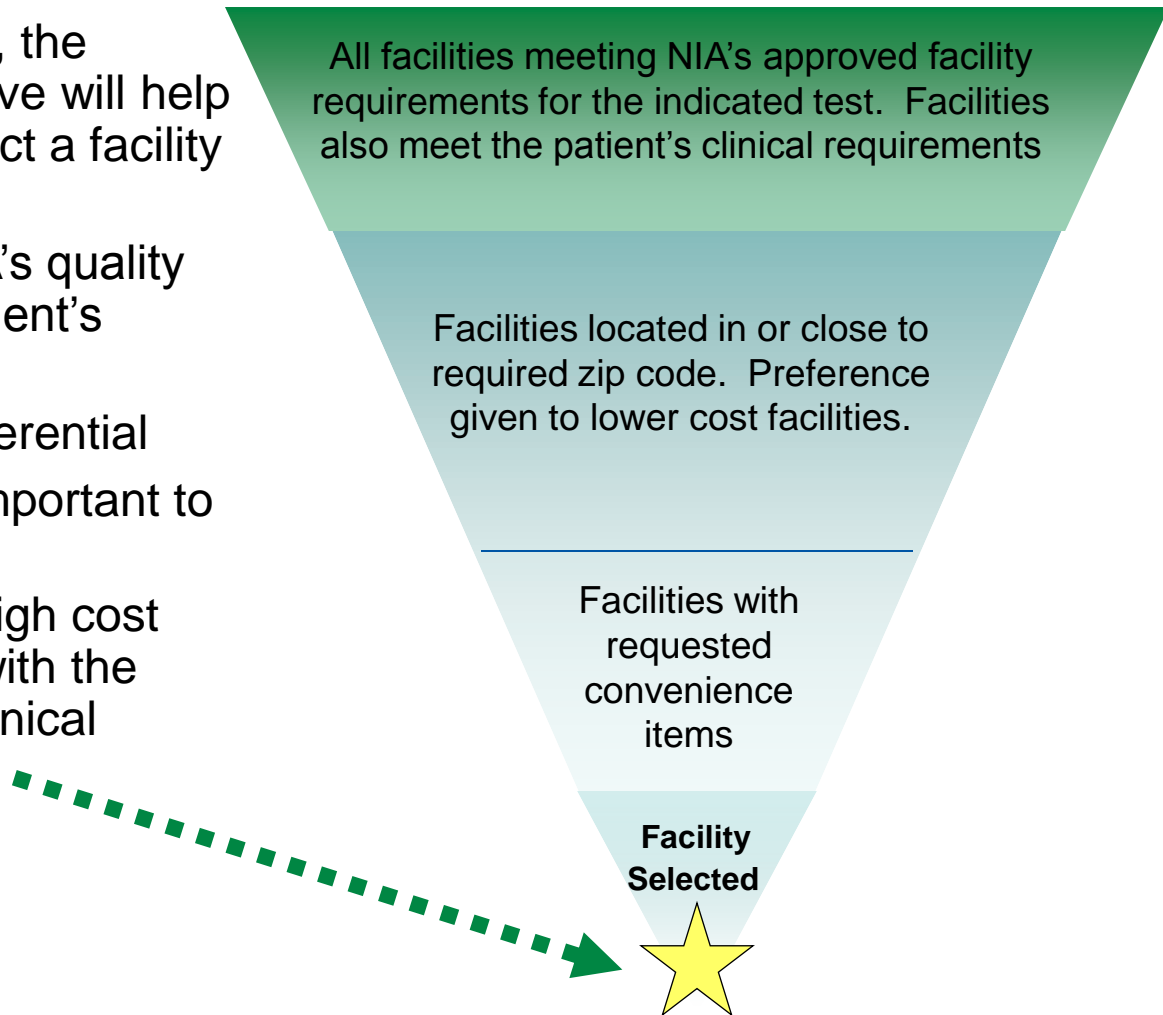 , the
ve will help
ct a facility
’s quality
ent’s
erential
portant to
igh cost
with the
nical
All facilities meeting NIA’s approved facility
requirements for the indicated test. Facilities
also meet the patient’s clinical requirements
Facilities located in or close to
required zip code. Preference
given to lower cost facilities.
Facilities with
requested
convenience
items
Facility
Selected